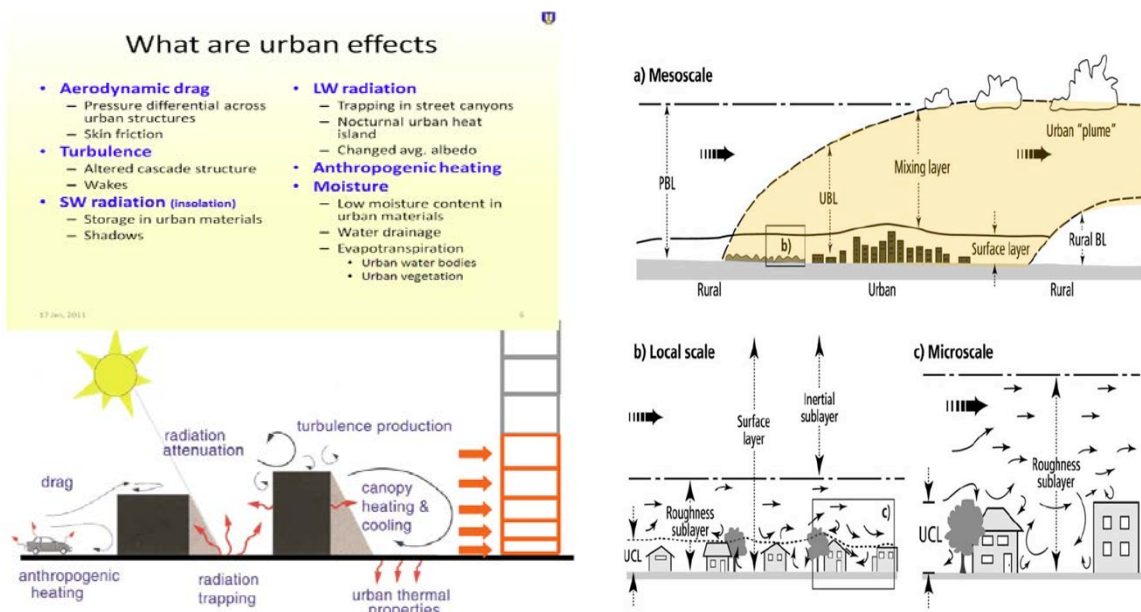 What are urban effects
• Aerodynamic drag
– Pressure differential across
urban structures
– Skin friction
• Turbulence
– Altered cascade structure
– Wakes
• SW radiation (insolation)
– Storage in urban materials
– Shadows
• LW radiation
– Trapping in street canyons
– Nocturnal urban heat
island
– Changed avg. albedo
• Anthropogenic heating
• Moisture
– Low moisture content in
urban materials
– Water drainage
– Evapotranspiration
• Urban water bodies
• Urban vegetation
17 Jan, 2011
6
radiation
attenuation
turbulence production
drag
canopy
heating &
cooling
anthropogenic
heating
radiation
trapping
urban thermal
properties
a) Mesoscale
Urban "plume"
PBL
UBL
Mixing layer
b)
Surface layer
Rural BL
Rural
Urban
Rural
b) Local scale
Surface
layer
Inertial
sublayer
Roughness
sublayer
UCL
c)
c) Microscale
Roughness
sublayer
UCL